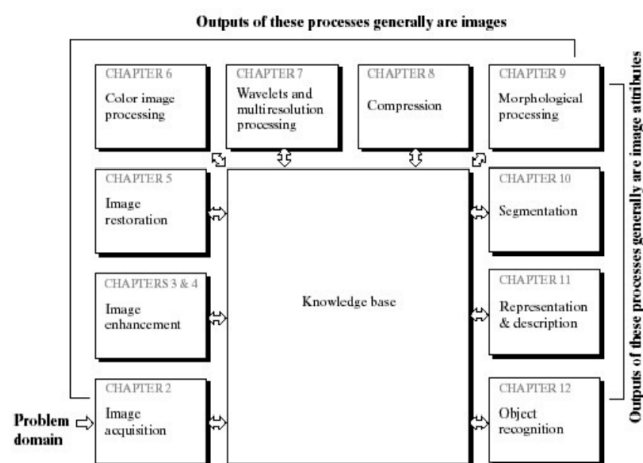 Outputs of these processes generally are images
CHAPTER 6
Color image
processing
CHAPTER 7
Wavelets and
multiresolution
processing
CHAPTER 8
Compression
CHAPTER 9
Morphological
processing
CHAPTER 5
Image
restoration
CHAPTER 10
Segmentation
CHAPTERS 3 & 4
Image
enhancement
Knowledge base
CHAPTER 11
Representation
& description
Problem
domain
CHAPTER 2
Image
acquisition
CHAPTER 12
Object
recognition
Outputs of these processes generally are image attributes